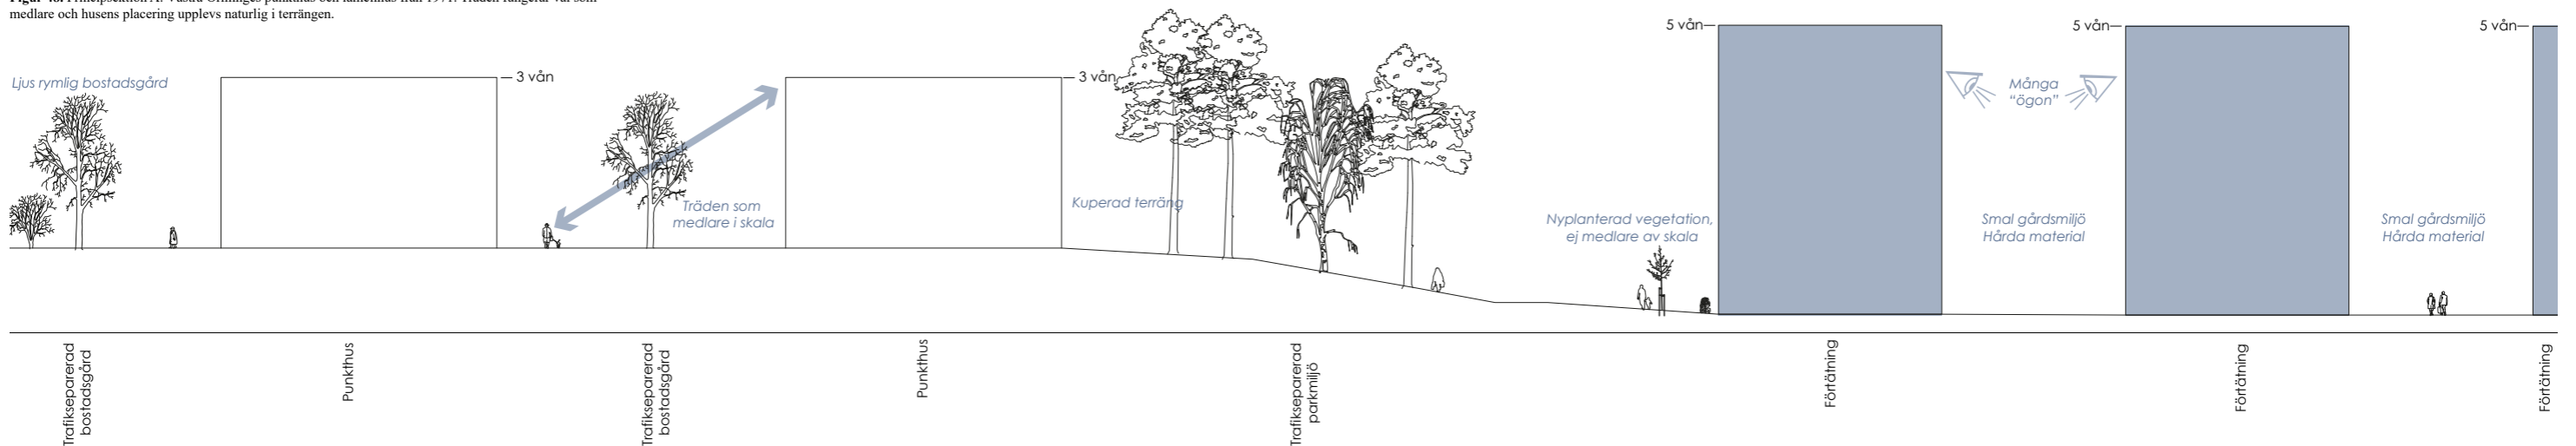 medlare och husens placering upplevs naturlig i terrängen.
Ljus rymlig bostadsgård
3 vån
Träden som
medlare i skala
3 vån
Kuperad terräng
Nyplanterad vegetation,
ej medlare av skala
5 vån
Många
“ögon”
Smal gårdsmiljö
Hårda material
5 vån
Smal gårdsmiljö
Hårda material
5 vån
Trafikseparerad
bostadsgård
Punkthus
Trafikseparerad
bostadsgård
Punkthus
Trafikseparerad
parkmiljö
Förtätning
Förtätning
Förtätning